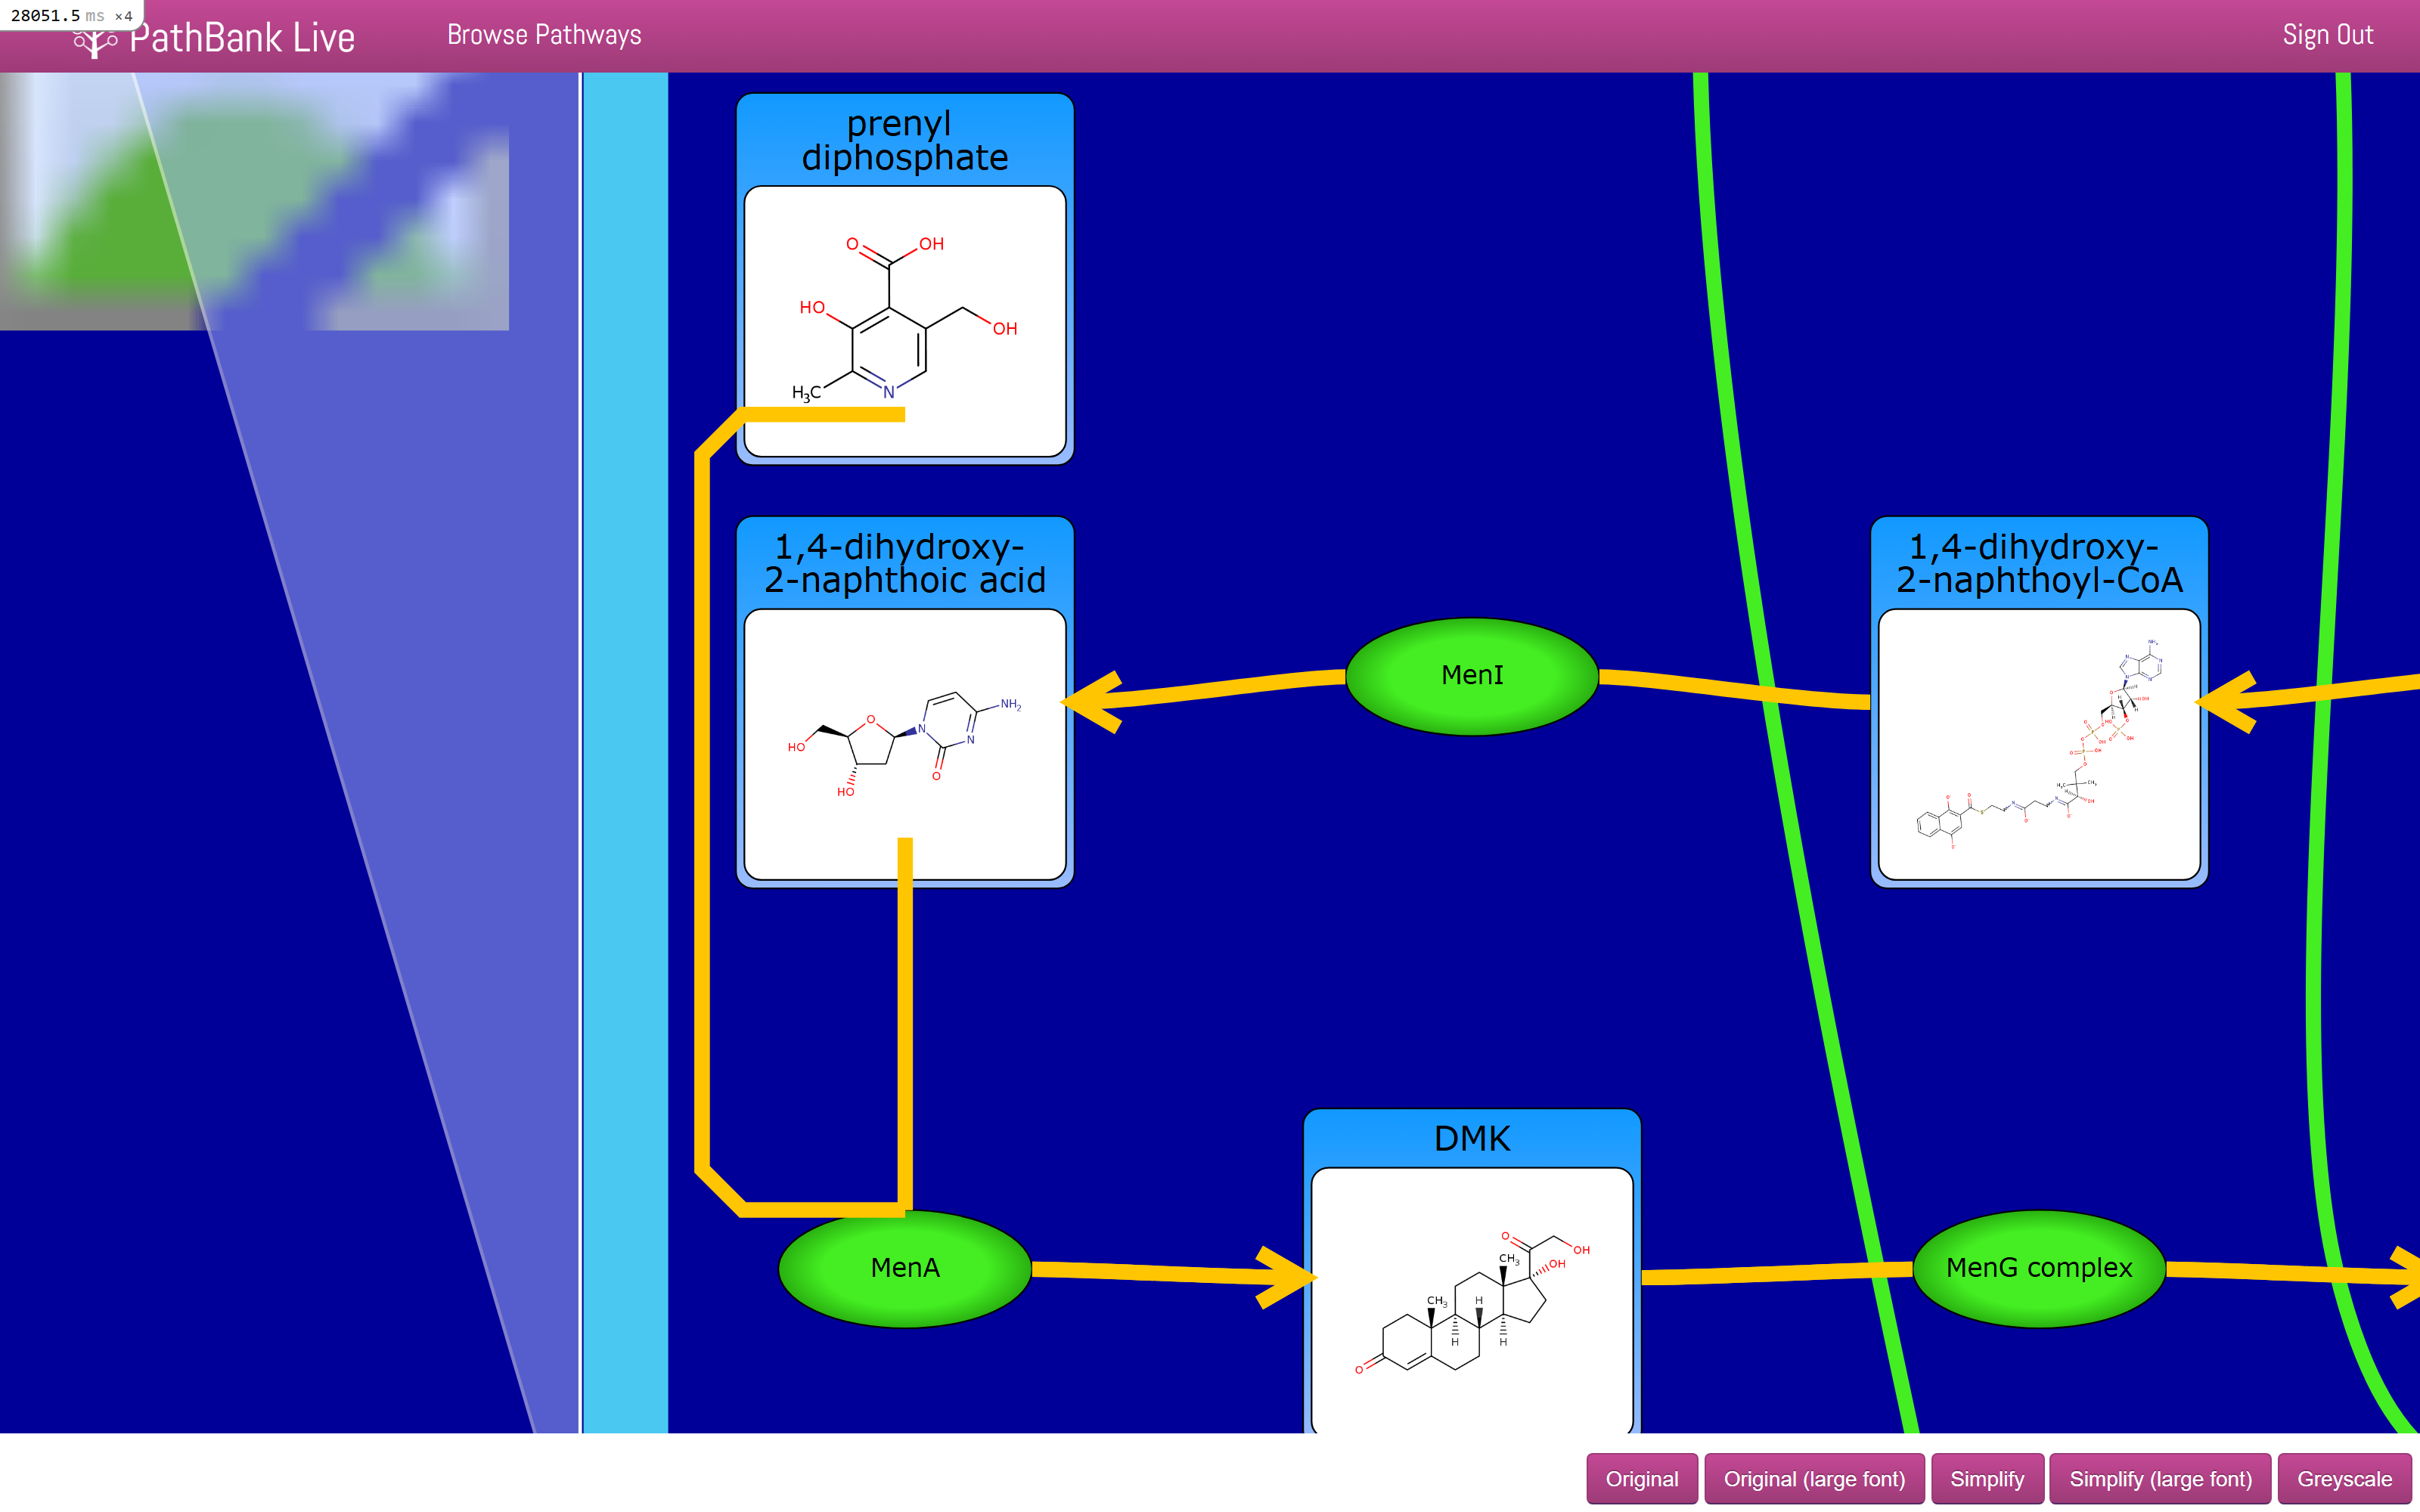 28051.5 ms ×4
PathBank Live
Browse Pathways
Sign Out
prenyl
diphosphate
O
OH
HO
OH
H3C
N
1,4-dihydroxy-
2-naphthoic acid
HO
O
N
NH2
N
O
HO
MenI
1,4-dihydroxy-
2-naphthoyl-CoA
MenA
DMK
O
OH
CH3
OH
CH3
H
H
H
O
MenG complex
Original
Original (large font)
Simplify
Simplify (large font)
Greyscale